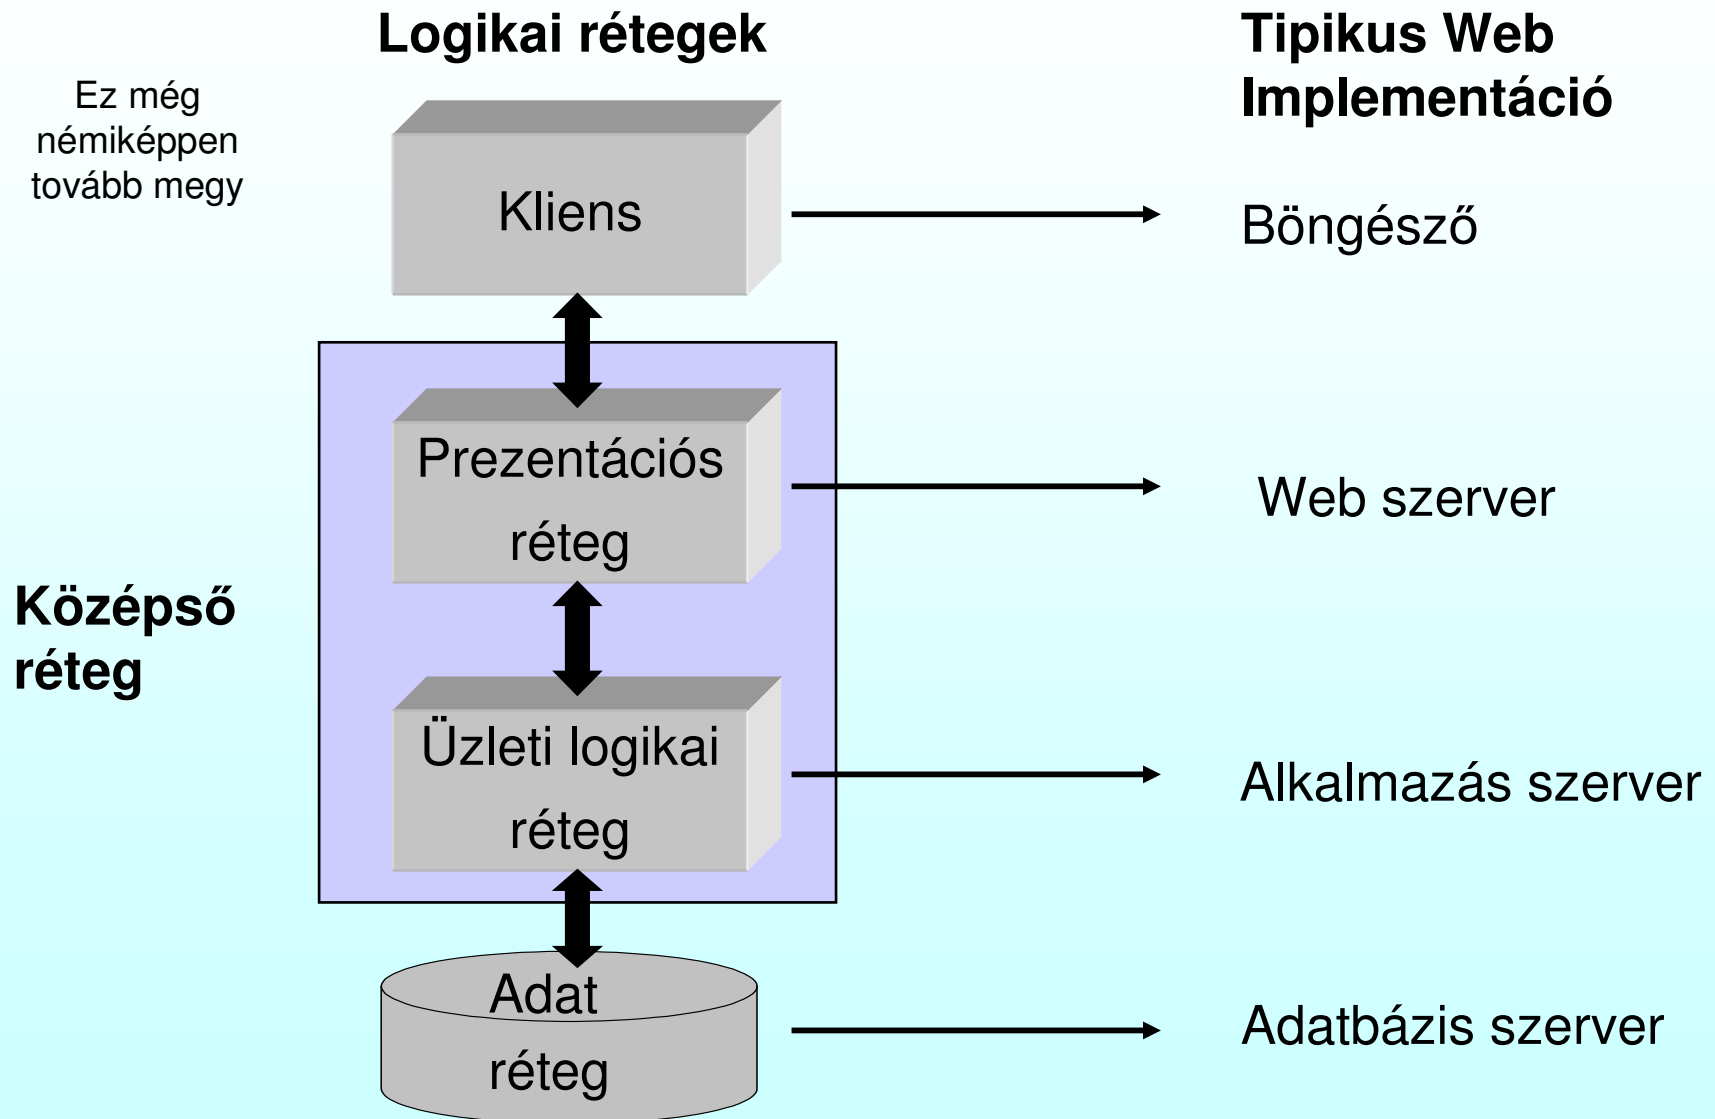 Logikai rétegek
Tipikus Web
Implementáció
Ez még
némiképpen
tovább megy
Kliens
Böngésző
Prezentációs
réteg
Web szerver
Középső
réteg
Üzleti logikai
réteg
Alkalmazás szerver
Adat
réteg
Adatbázis szerver